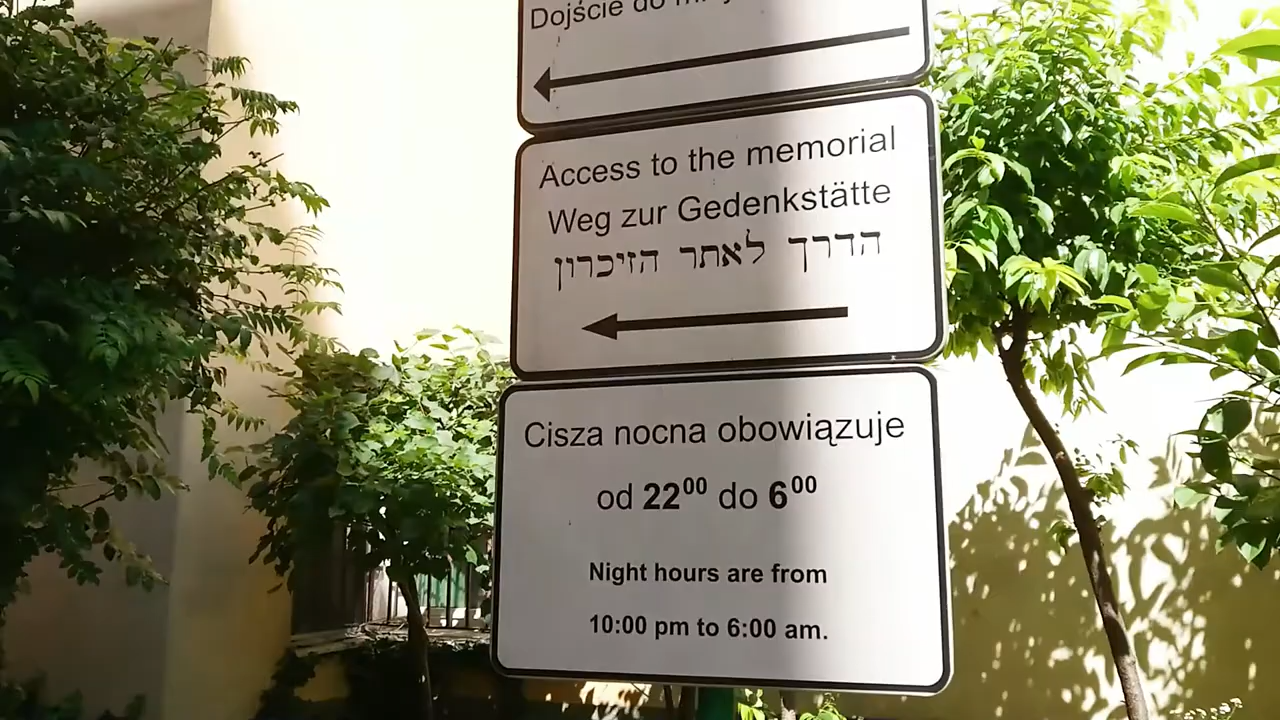 Dojście do
Access to the memorial
Weg zur Gedenkstätte
הדרך לאתר הזיכרון
Cisza nocna obowiązuje
od 22⁰⁰ do 6⁰⁰
Night hours are from
10:00 pm to 6:00 am.